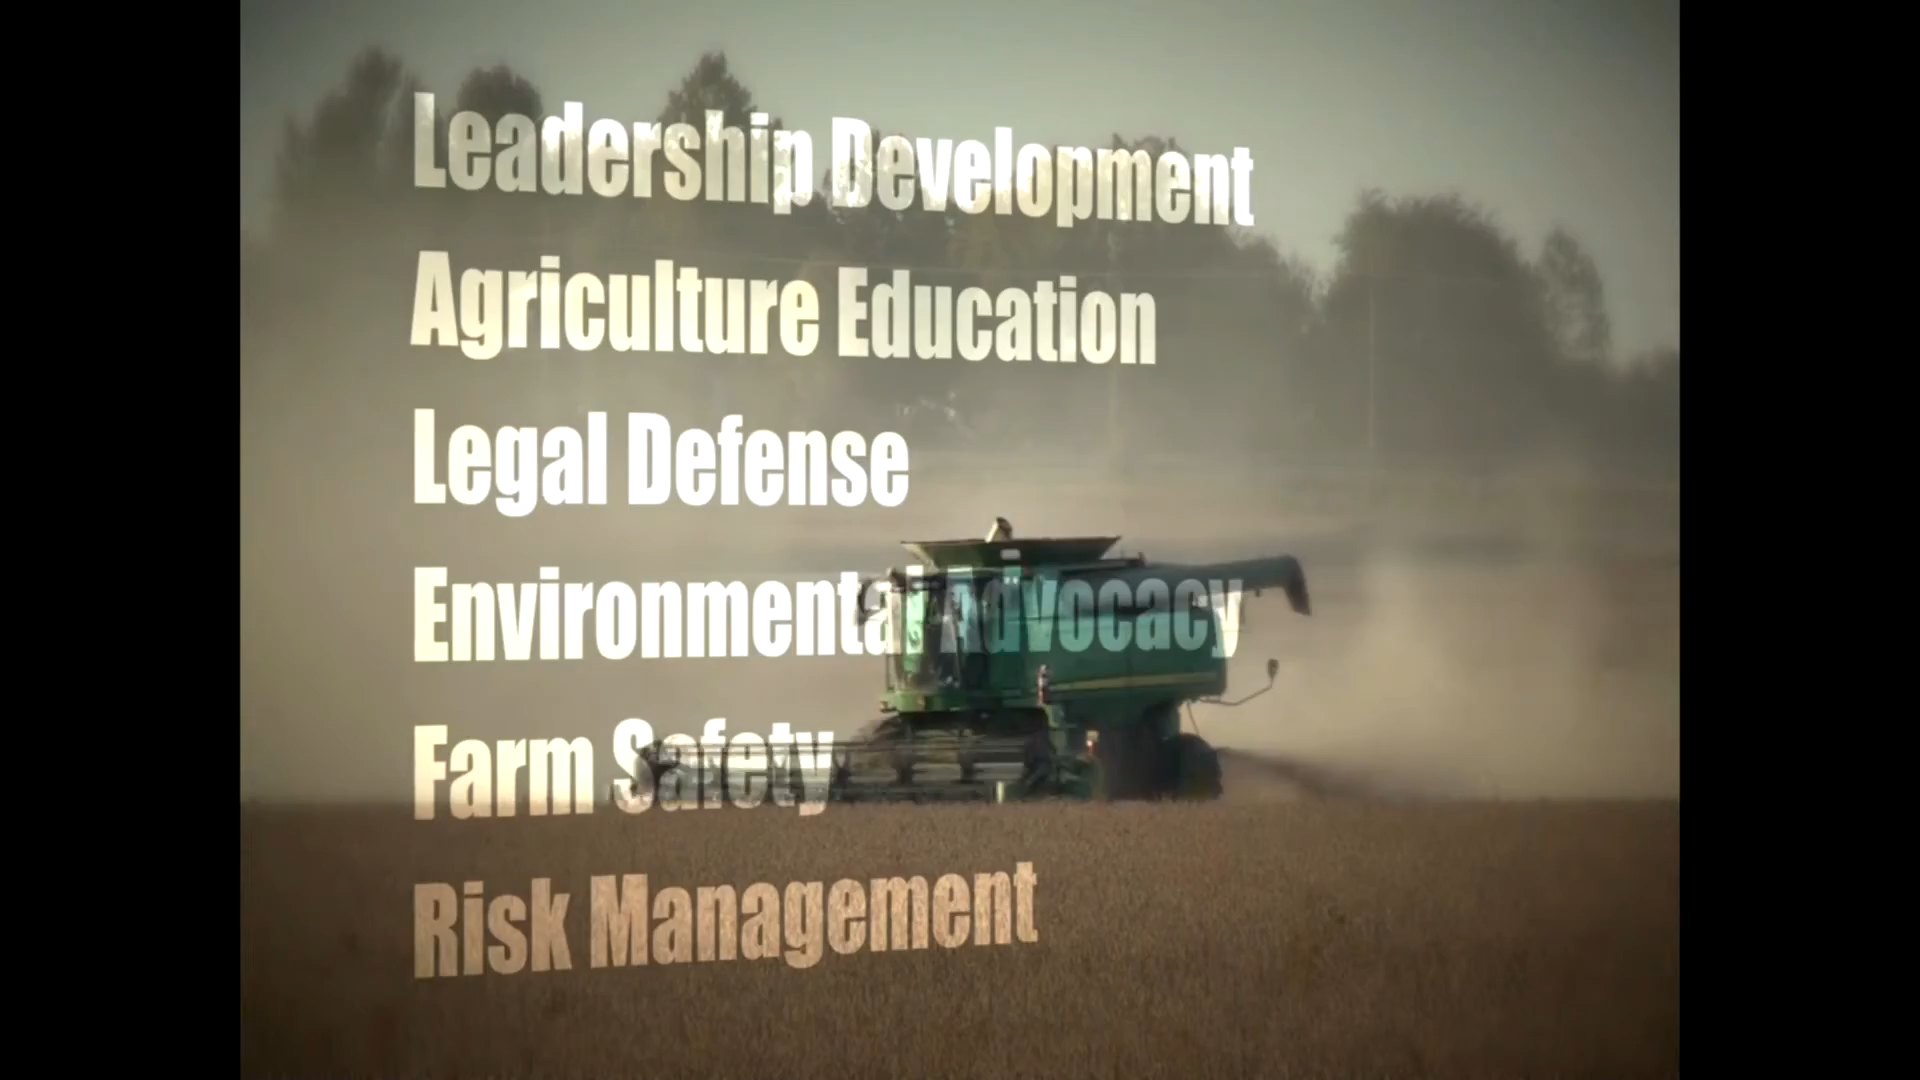 Leadership Development
Agriculture Education
Legal Defense
Environmental Advocacy
Farm Safety
Risk Management